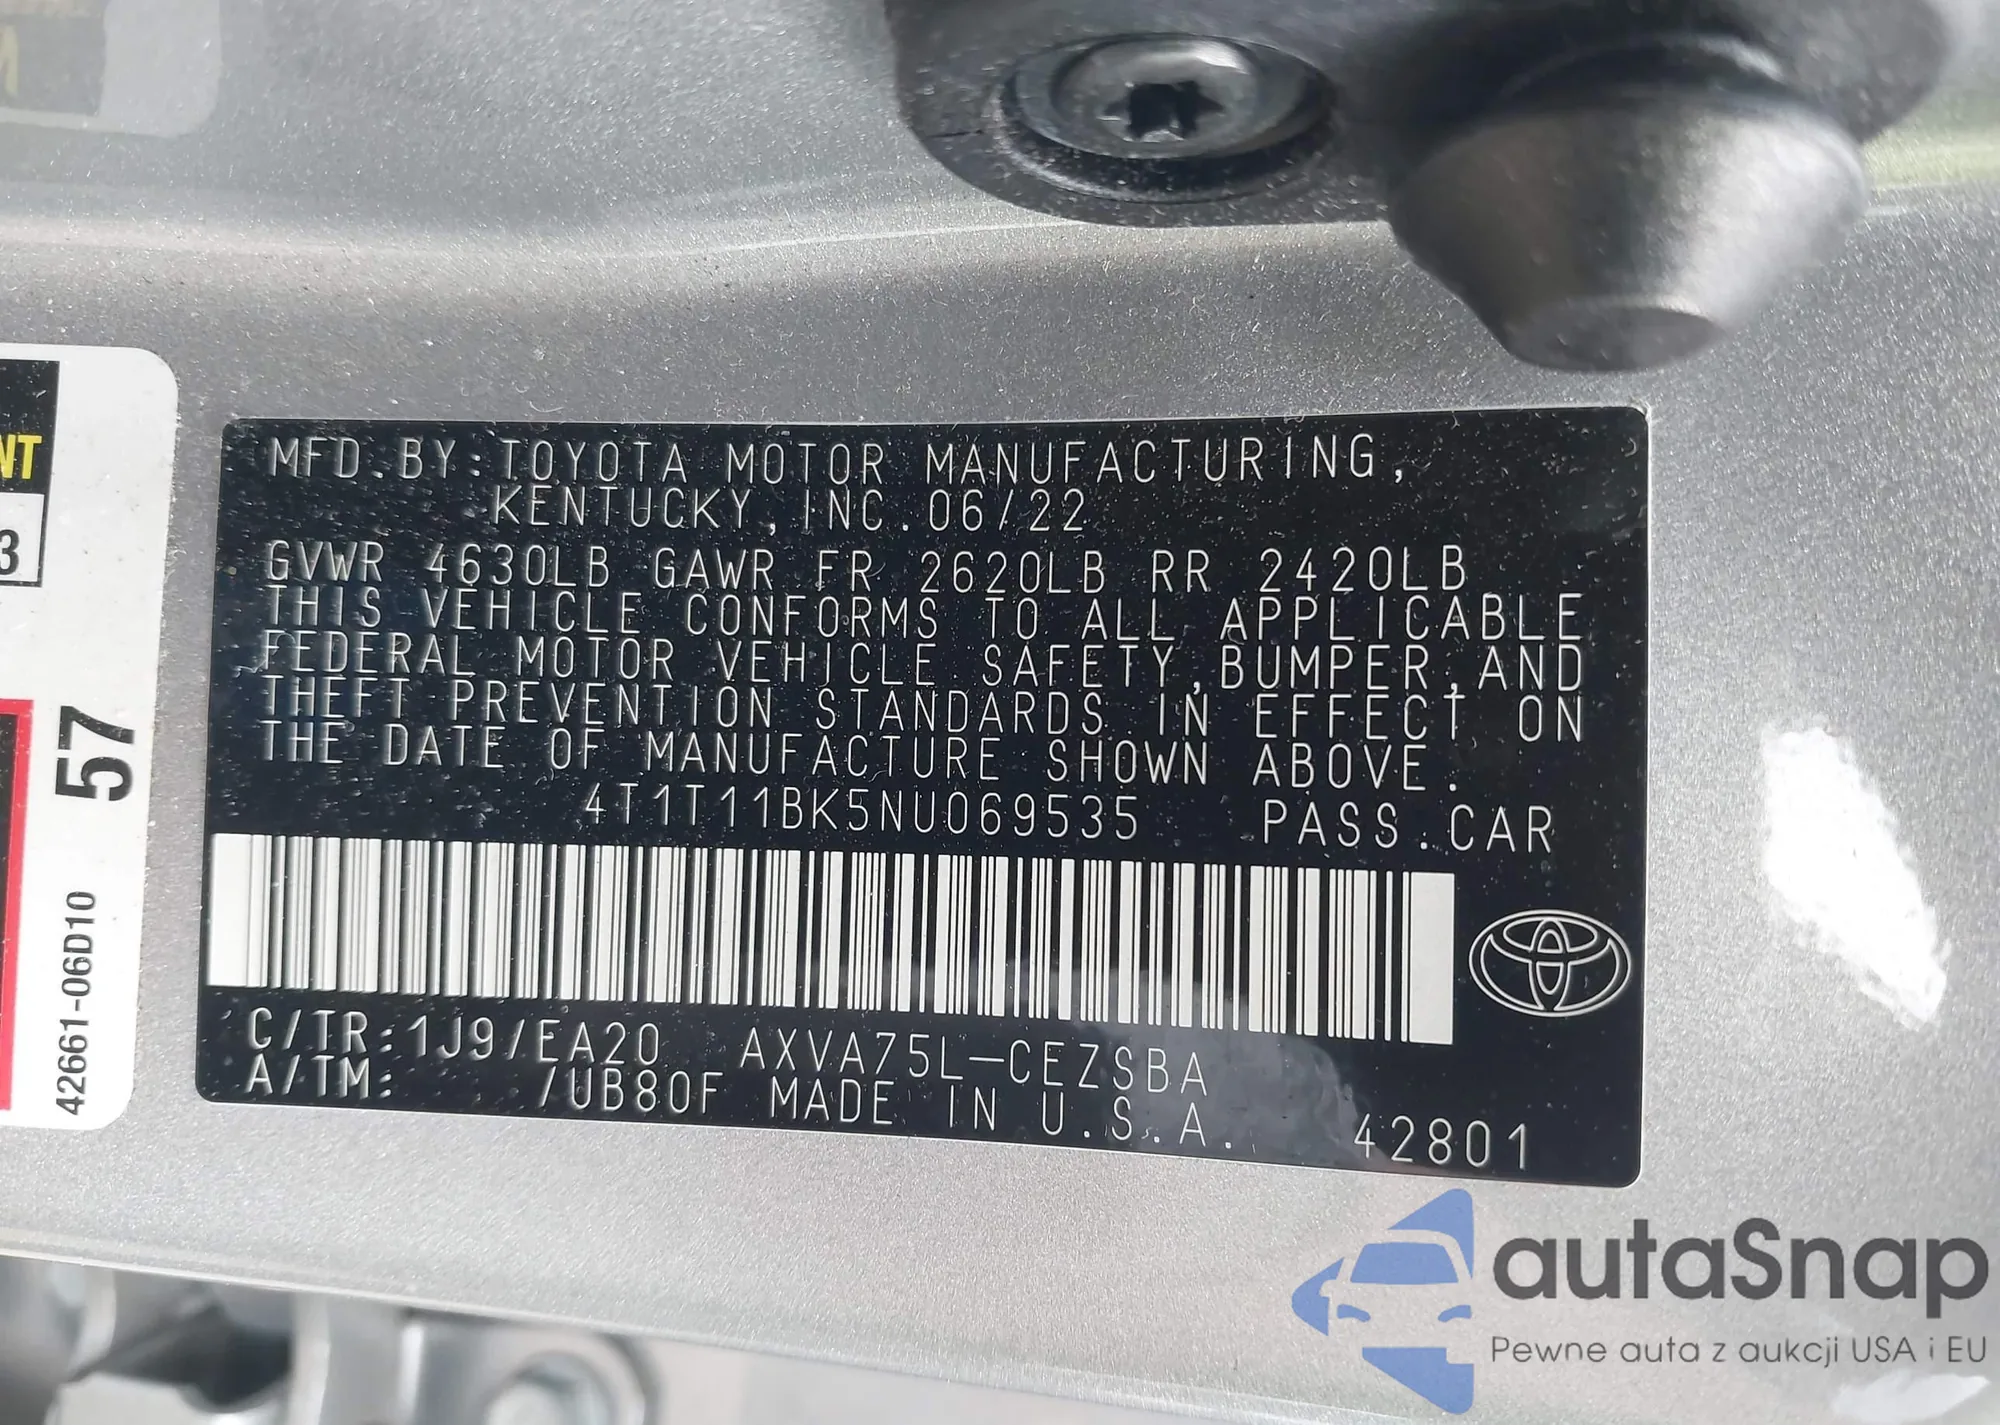 NT
3
57
42661-06D10
MFD.BY:TOYOTA MOTOR MANUFACTURING,
KENTUCKY, INC.06/22
GVWR 4630LB GAWR FR 2620LB RR 2420LB
THIS VEHICLE CONFORMS TO ALL APPLICABLE
FEDERAL MOTOR VEHICLE SAFETY,BUMPER,AND
THEFT PREVENTION STANDARDS IN EFFECT ON
THE DATE OF MANUFACTURE SHOWN ABOVE.
4T1T11BK5NU069535 PASS.CAR
C/TR:1J9/EA20 AXVA75L-CEZSBA
A/TM: /UB80F MADE IN U.S.A. 42801
autaSnap
Pewne auta z aukcji USA i EU